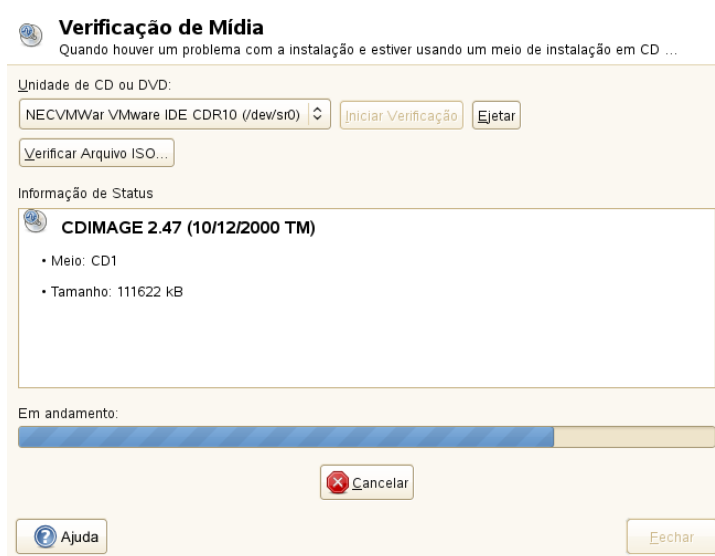 Verificação de Mídia
Quando houver um problema com a instalação e estiver usando um meio de instalação em CD ...
Unidade de CD ou DVD:
NECVMWar VMware IDE CDR10 (/dev/sr0)
Iniciar Verificação
Ejetar
Verificar Arquivo ISO...
Informação de Status
CDIMAGE 2.47 (10/12/2000 TM)
• Meio: CD1
• Tamanho: 111622 kB
Em andamento:
Cancelar
Ajuda
Fechar